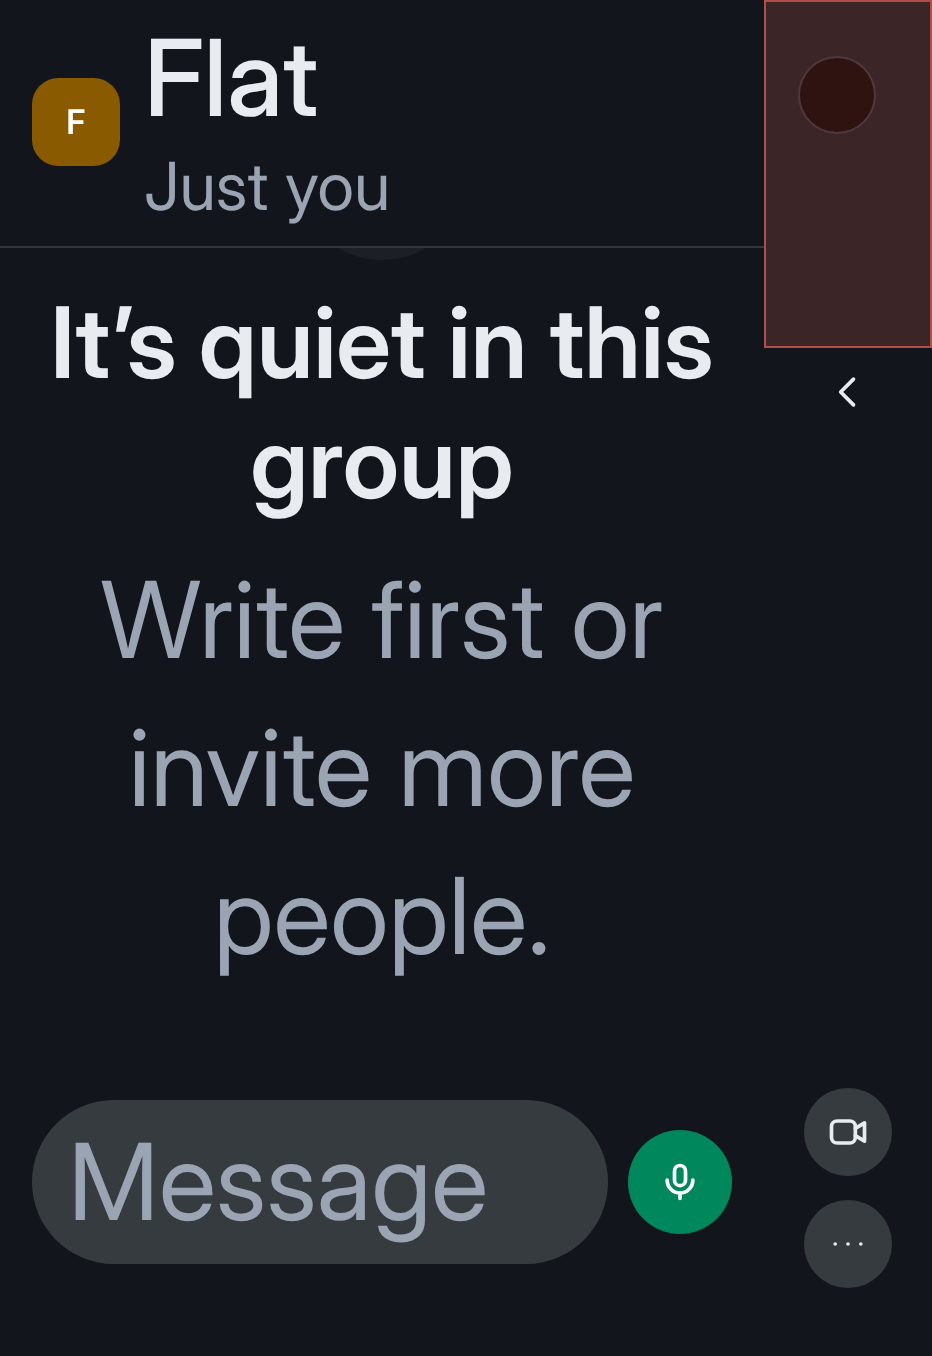 F
Flat
Just you
It’s quiet in this
group
Write first or
invite more
people.
Message